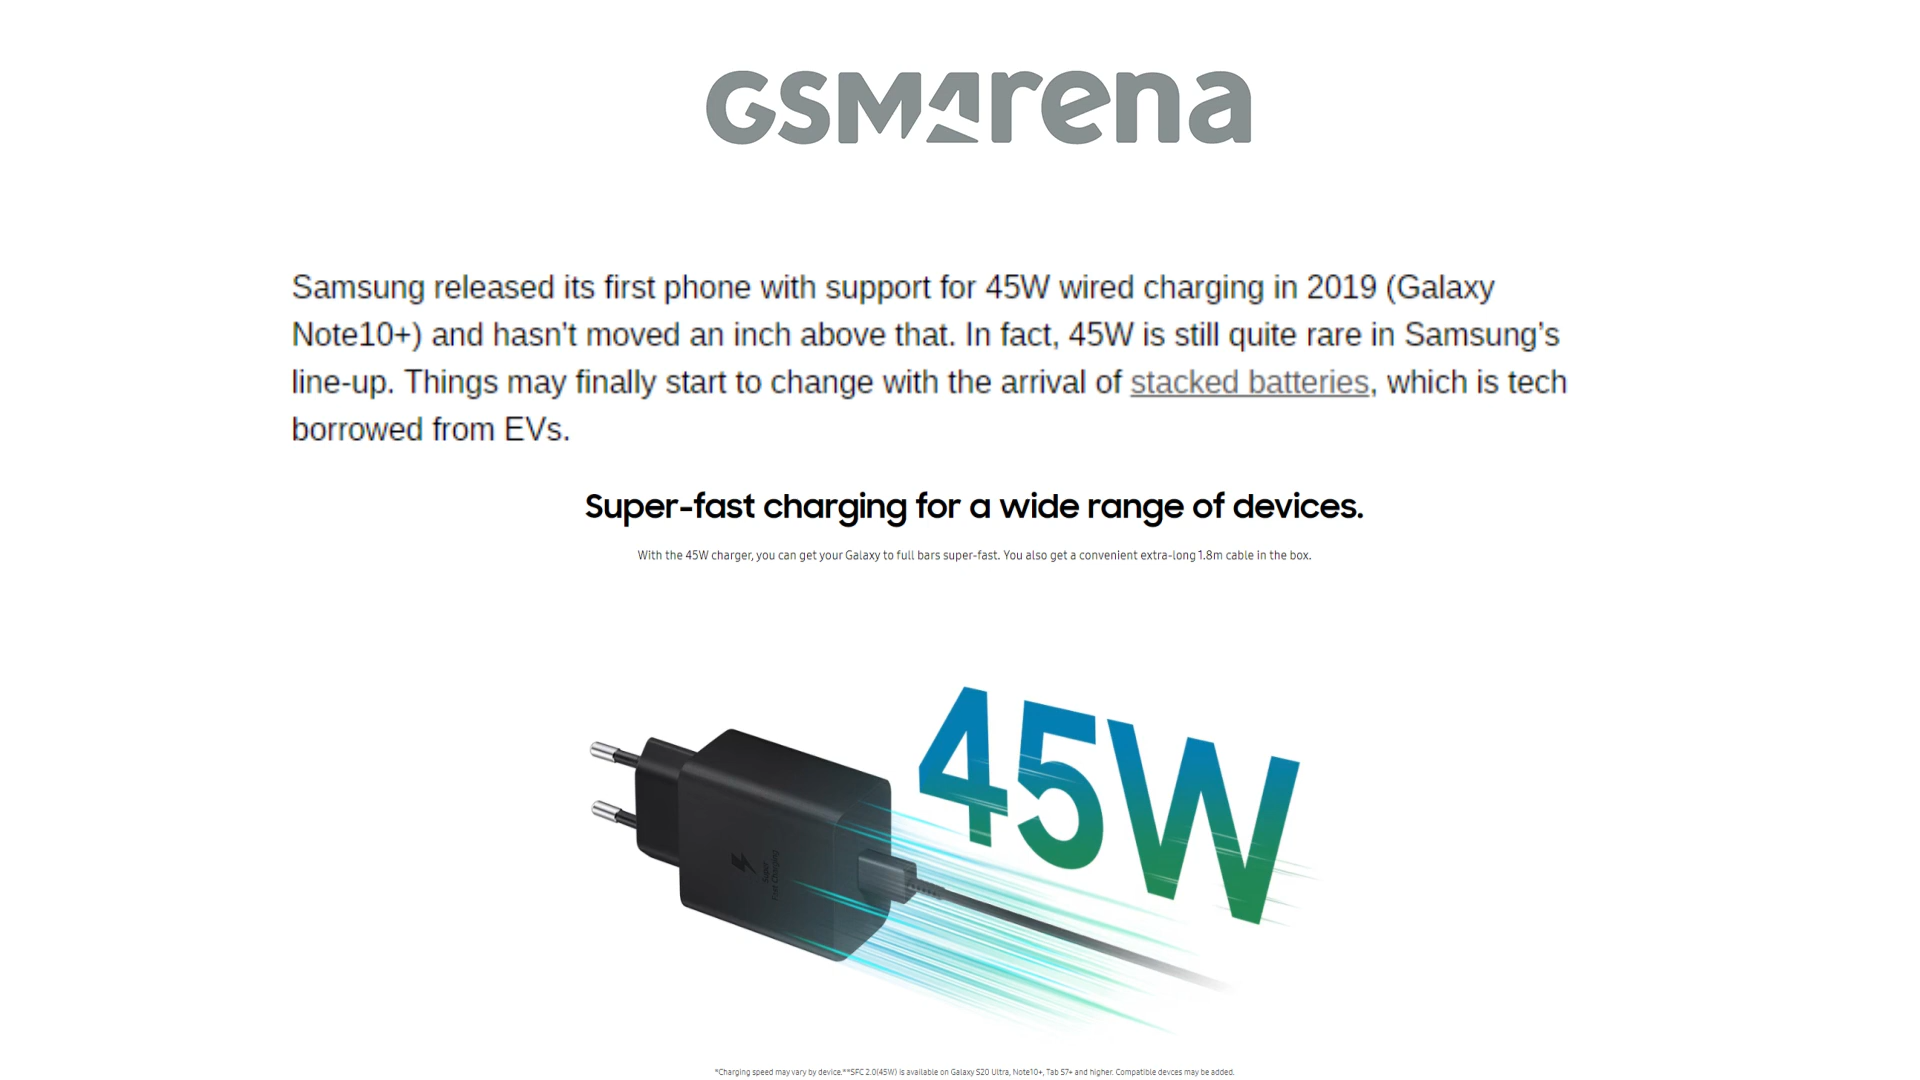 GSMArena
Samsung released its first phone with support for 45W wired charging in 2019 (Galaxy
Note10+) and hasn't moved an inch above that. In fact, 45W is still quite rare in Samsung’s
line-up. Things may finally start to change with the arrival of stacked batteries, which is tech
borrowed from EVs.
Super-fast charging for a wide range of devices.
With the 45W charger, you can get your Galaxy to full bars super-fast. You also get a convenient extra-long 1.8m cable in the box.
45W
Super
Fast Charging
*Charging speed may vary by device.**SFC 2.0(45W) is available on Galaxy S20 Ultra, Note10+, Tab S7+ and higher. Compatible devces may be added.